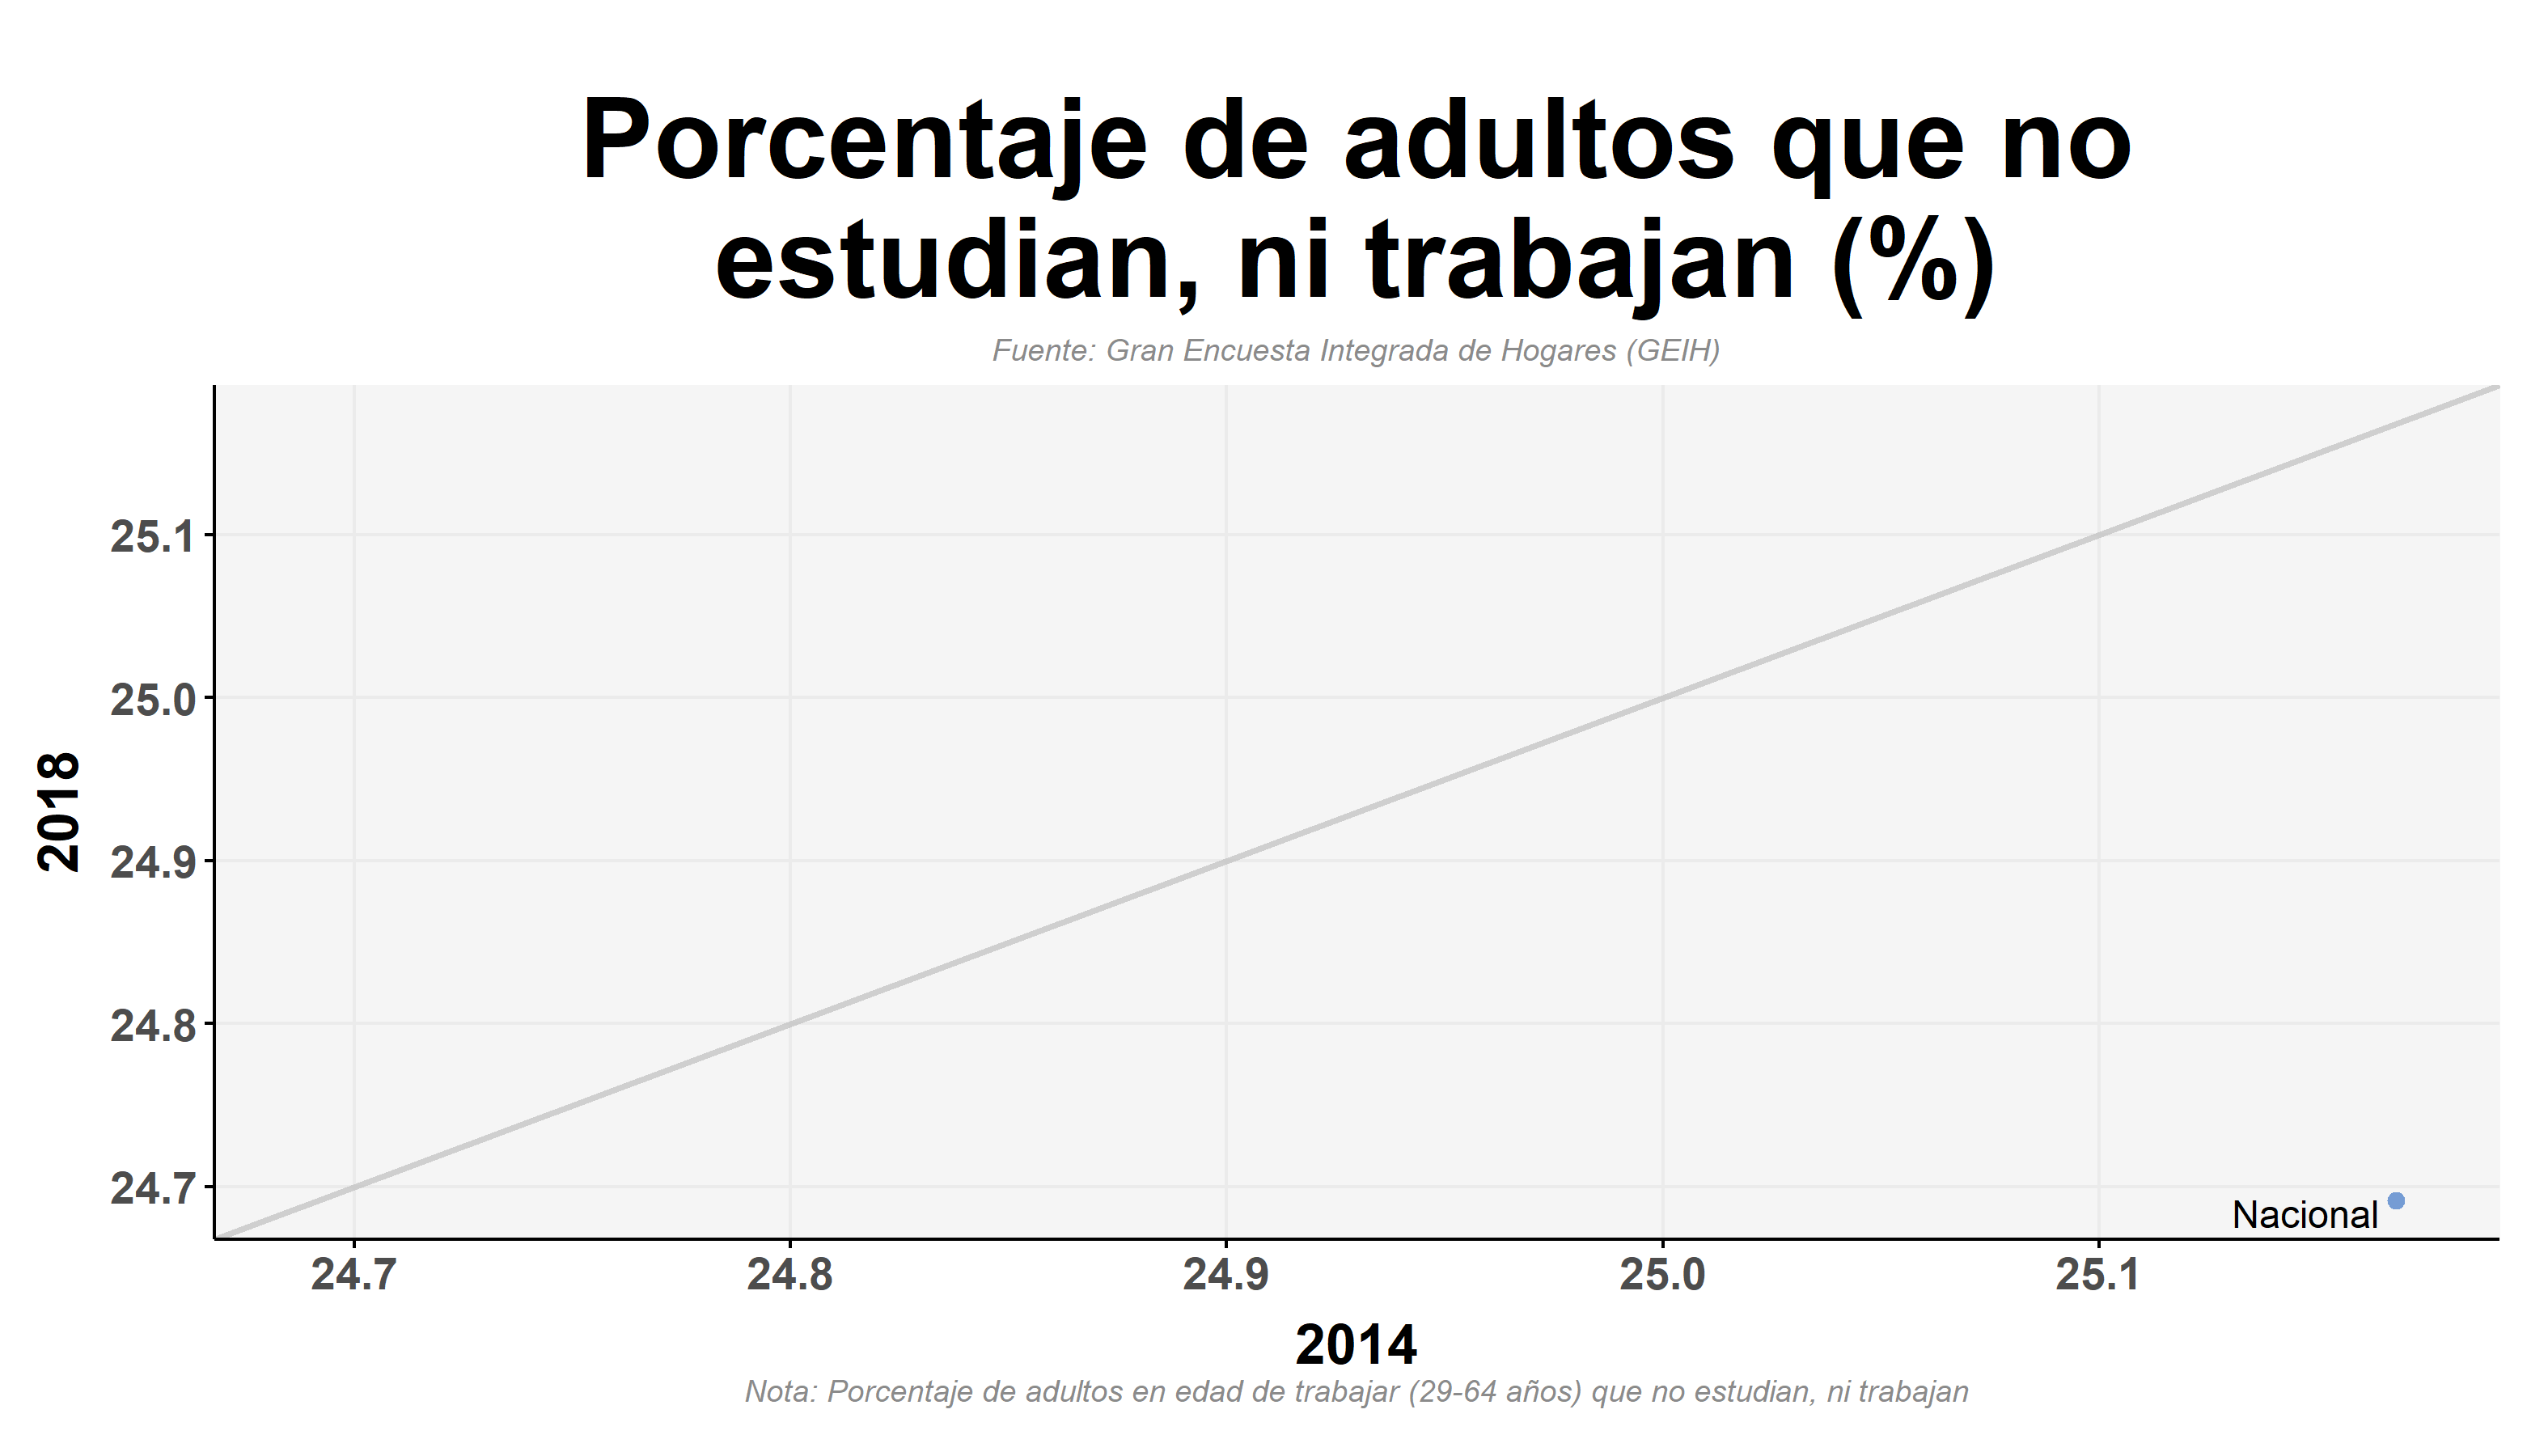 Porcentaje de adultos que no
estudian, ni trabajan (%)
Fuente: Gran Encuesta Integrada de Hogares (GEIH)
25.1
25.0
24.9
24.8
24.7
2018
Nacional
24.7 24.8 24.9 25.0 25.1
2014
Nota: Porcentaje de adultos en edad de trabajar (29-64 años) que no estudian, ni trabajan